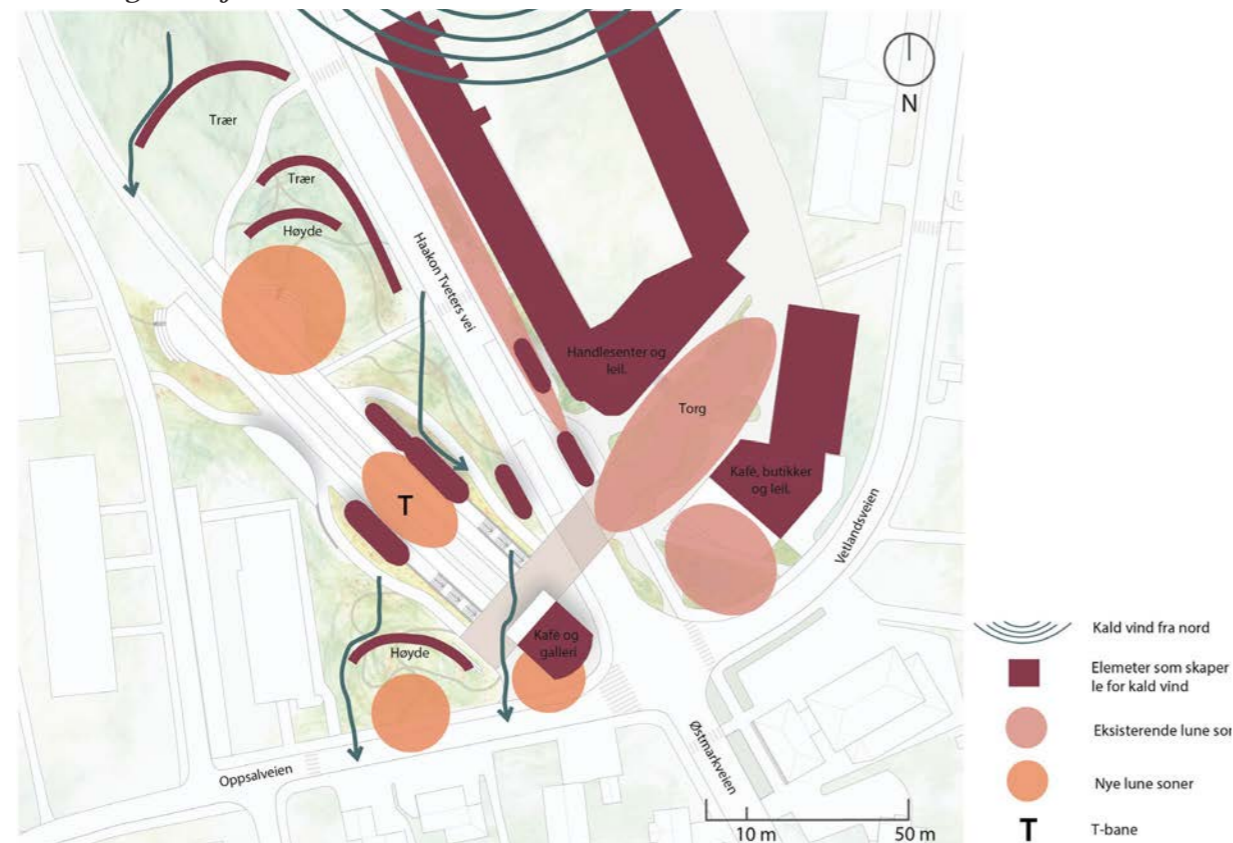 N
Trær
Trær
Høyde
Haakon Tveters vei
Handlesenter og
leil.
Torg
Kafè, butikker
og leil.
T
Vetlandsveien
Kafè og
galleri
Høyde
Oppsalveien
Østmarkveien
10 m
50 m
Kald vind fra nord
Elemeter som skaper
le for kald vind
Eksisterende lune
Nye lune soner
T
T-bane